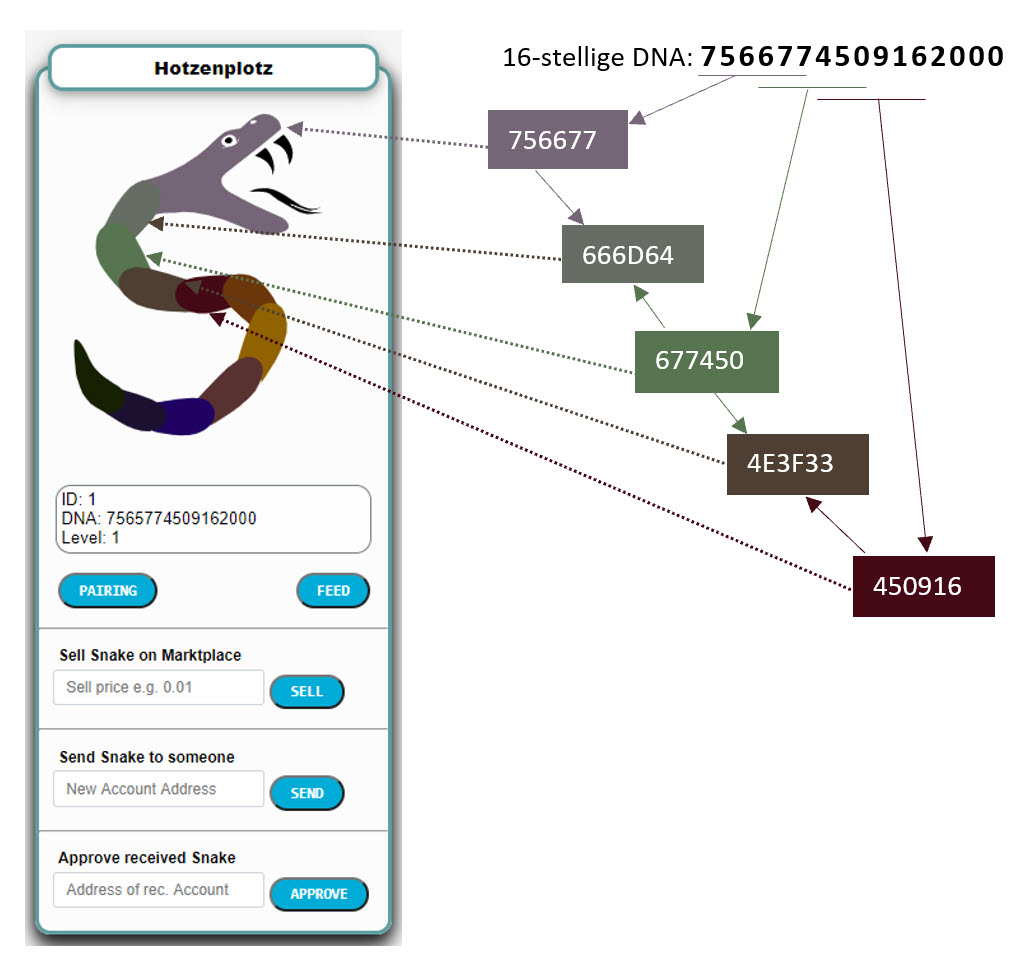 Hotzenplotz
16-stellige DNA: 7566774509162000
756677
666D64
677450
4E3F33
450916
ID: 1
DNA: 7565774509162000
Level: 1
PAIRING
FEED
Sell Snake on Marktplace
Sell price e.g. 0.01
SELL
Send Snake to someone
New Account Address
SEND
Approve received Snake
Address of rec. Account
APPROVE